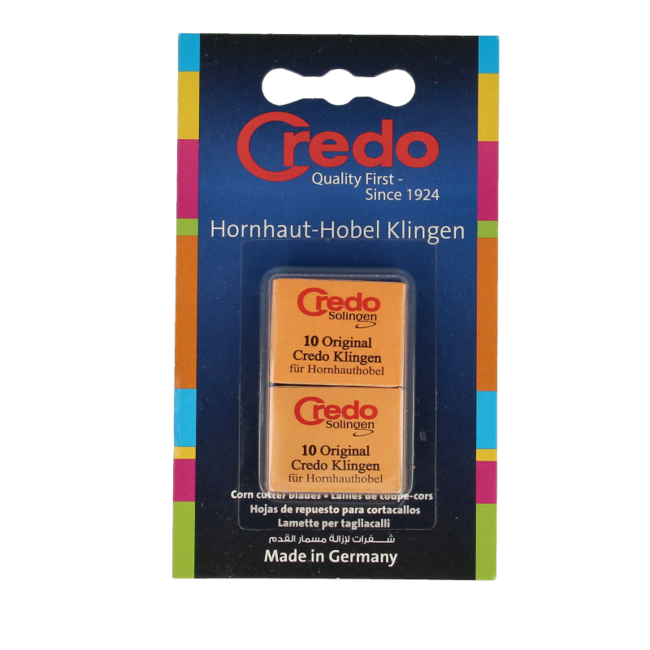 Credo
Quality First -
Since 1924
Hornhaut-Hobel Klingen
Credo
Solingen
10 Original
Credo Klingen
für Hornhauthobel
Credo
Solingen
10 Original
Credo Klingen
für Hornhauthobel
Corn cutter blades • Lames de coupe-cors
Hojas de repuesto para cortacallos
Lamette per tagliacalli
شفرات لإزالة مسمار القدم
Made in Germany